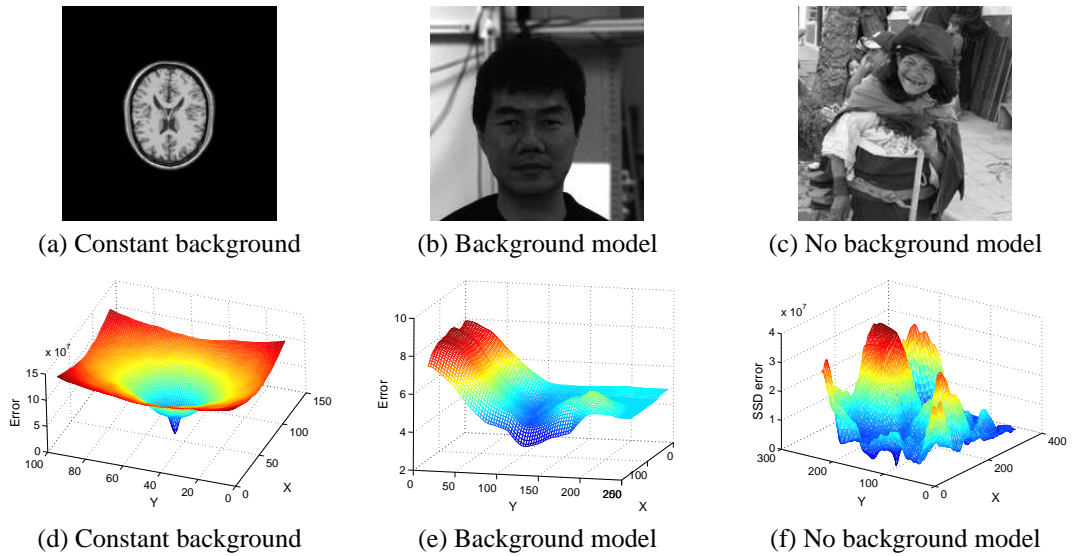 (a) Constant background
(b) Background model
(c) No background model
x 10^7
15
10
5
0
Error
100
80
60
40
20
0
Y
0
50
100
150
X
10
8
6
4
2
Error
0
50
100
150
200
Y
0
100
X
x 10^7
4
3
2
1
0
SSD error
300
200
100
0
Y
0
200
400
X
(d) Constant background
(e) Background model
(f) No background model